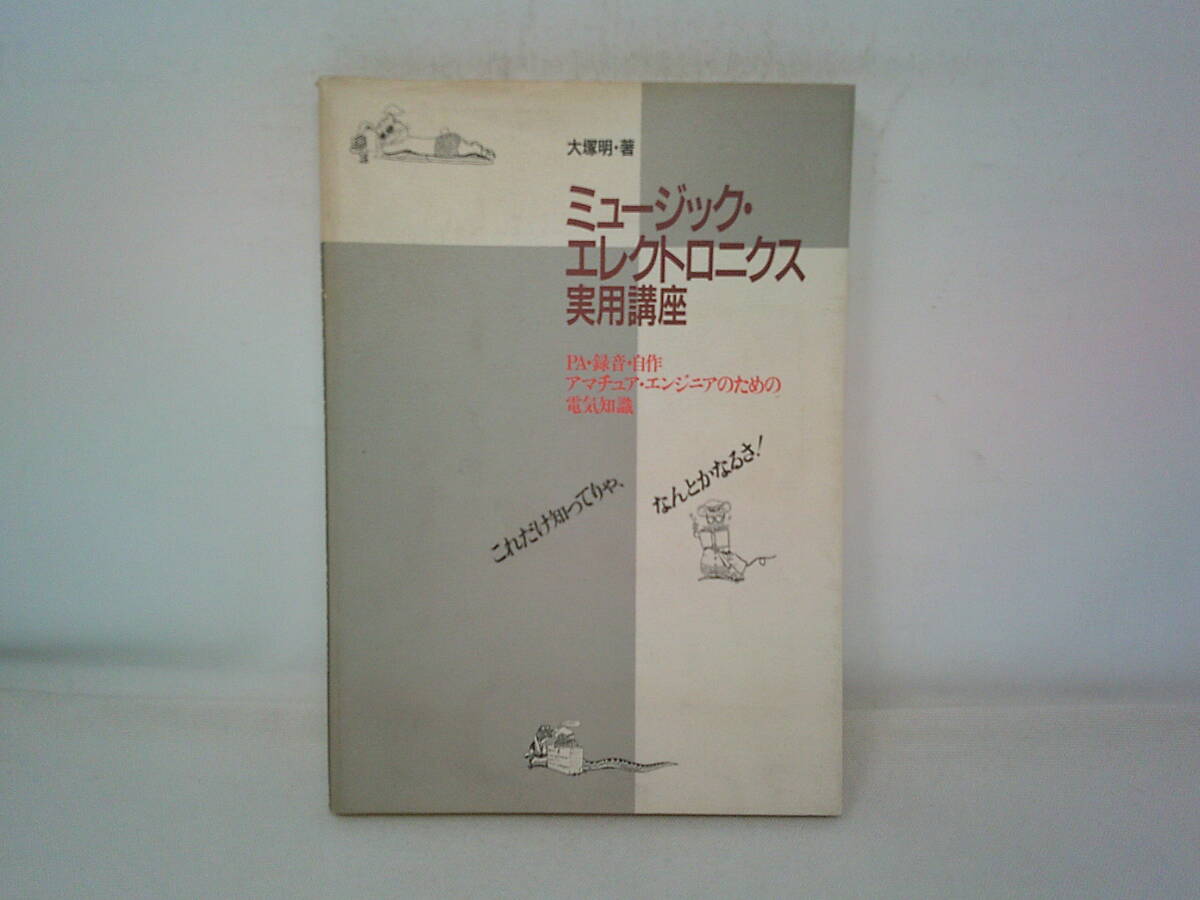 大塚明・著
ミュージック・
エレクトロニクス
実用講座
PA・録音・自作
アマチュア・エンジニアのための
電気知識
これだけ知ってりゃ、
なんとかなるさ!